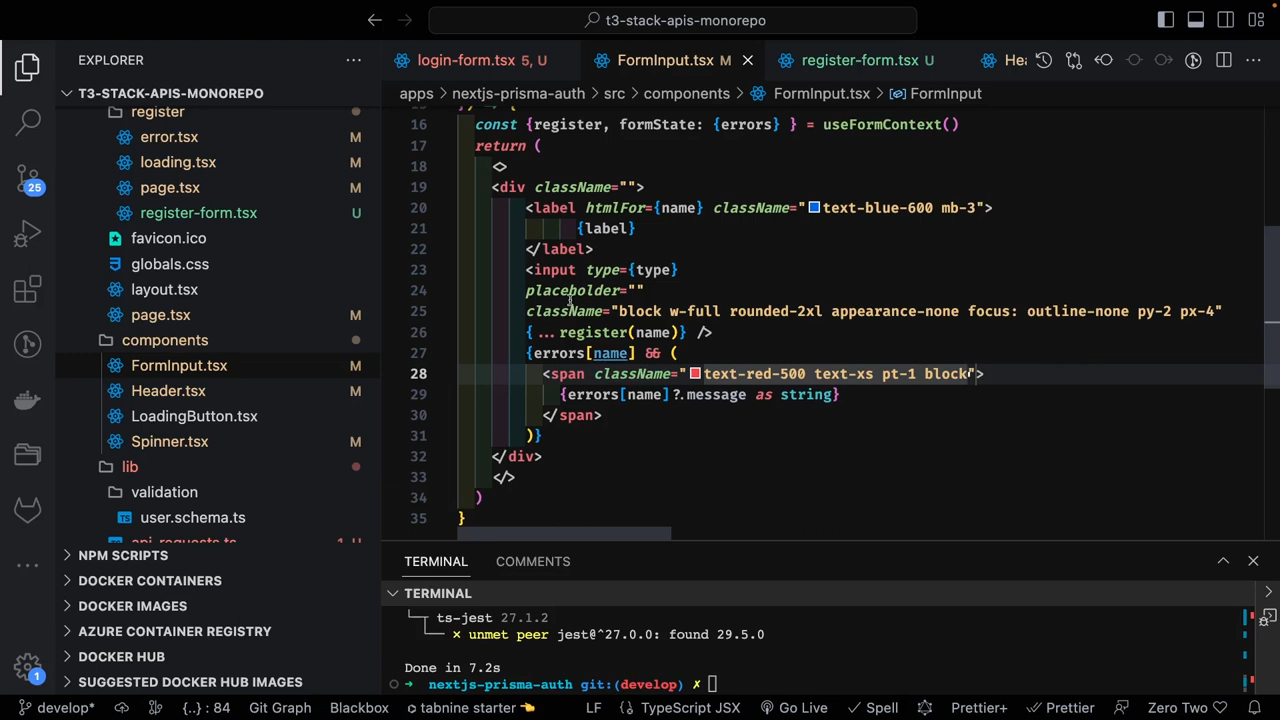 t3-stack-apis-monorepo
EXPLORER
T3-STACK-APIS-MONOREPO
register
error.tsx M
loading.tsx M
page.tsx M
register-form.tsx U
favicon.ico
globals.css
layout.tsx
page.tsx M
components
FormInput.tsx M
Header.tsx M
LoadingButton.tsx
Spinner.tsx M
lib
validation
user.schema.ts
api_requests.ts 1, U
NPM SCRIPTS
DOCKER CONTAINERS
DOCKER IMAGES
AZURE CONTAINER REGISTRY
DOCKER HUB
SUGGESTED DOCKER HUB IMAGES
25
1
login-form.tsx 5, U
FormInput.tsx M
register-form.tsx U
Hea
apps > nextjs-prisma-auth > src > components > FormInput.tsx > FormInput
16 const {register, formState: {errors} } = useFormContext()
17 return (
18 <>
19 <div className="">
20 <label htmlFor={name} className="text-blue-600 mb-3">
21 {label}
22 </label>
23 <input type={type}
24 placeholder=""
25 className="block w-full rounded-2xl appearance-none focus: outline-none py-2 px-4"
26 {...register(name)} />
27 {errors[name] && (
28 <span className="text-red-500 text-xs pt-1 block">
29 {errors[name]?.message as string}
30 </span>
31 )}
32 </div>
33 </>
34 )
35 }
TERMINAL COMMENTS
TERMINAL
ts-jest 27.1.2
× unmet peer jest@^27.0.0: found 29.5.0
Done in 7.2s
→ nextjs-prisma-auth git:(develop) ✗
develop* {..} : 84 Git Graph Blackbox tabnine starter 👈 LF TypeScript JSX Go Live Spell Prettier+ Prettier Zero Two